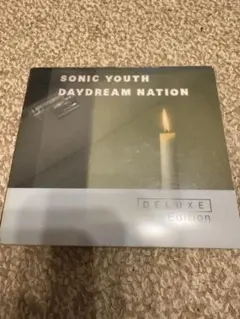 SONIC YOUTH
DAYDREAM NATION
DELUXE
Edition